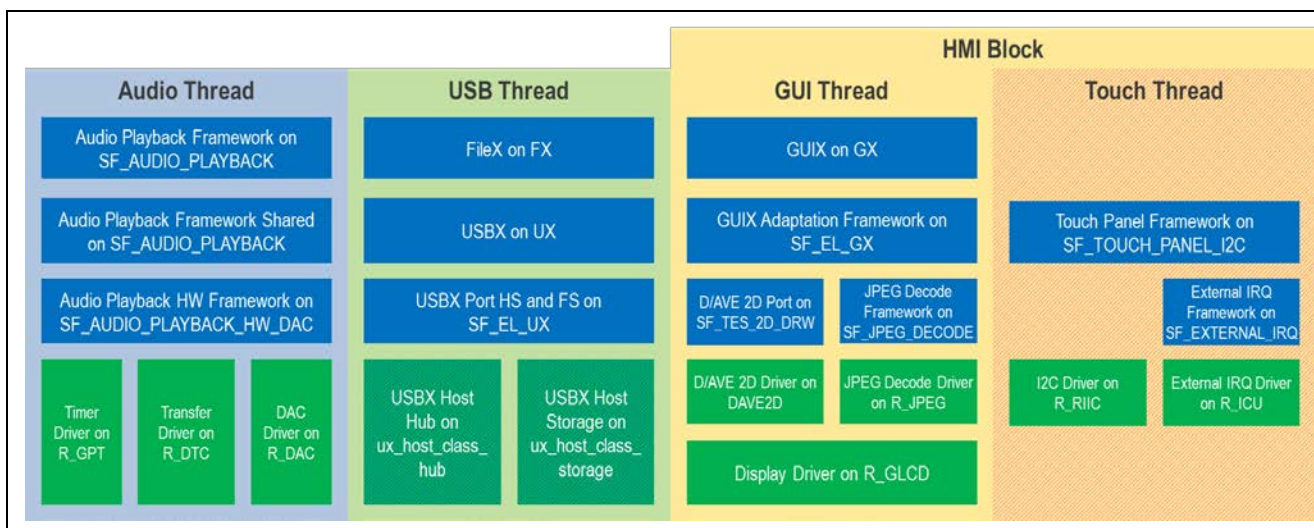 HMI Block
Audio Thread
USB Thread
GUI Thread
Touch Thread
Audio Playback Framework on
SF_AUDIO_PLAYBACK
Audio Playback Framework Shared
on SF_AUDIO_PLAYBACK
Audio Playback HW Framework on
SF_AUDIO_PLAYBACK_HW_DAC
Timer
Driver on
R_GPT
Transfer
Driver on
R_DTC
DAC
Driver on
R_DAC
FileX on FX
USBX on UX
USBX Port HS and FS on
SF_EL_UX
USBX Host
Hub on
ux_host_class_
hub
USBX Host
Storage on
ux_host_class_
storage
GUIX on GX
GUIX Adaptation Framework on
SF_EL_GX
D/AVE 2D Port on
SF_TES_2D_DRW
JPEG Decode
Framework on
SF_JPEG_DECODE
D/AVE 2D Driver on
DAVE2D
JPEG Decode Driver
on R_JPEG
Display Driver on R_GLCD
Touch Panel Framework on
SF_TOUCH_PANEL_I2C
External IRQ
Framework on
SF_EXTERNAL_IRQ
I2C Driver on
R_RIIC
External IRQ Driver
on R_ICU